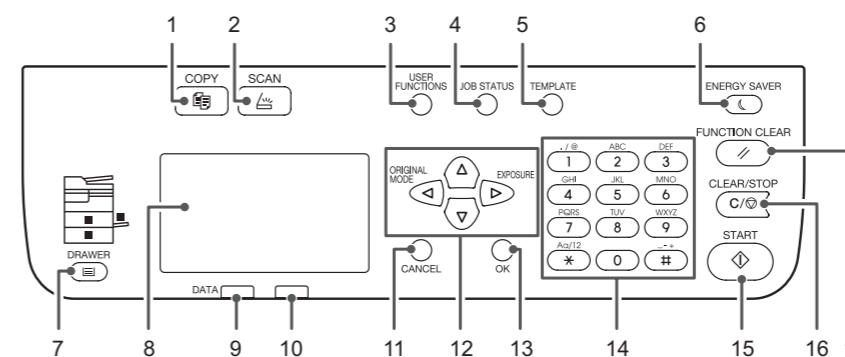 1 2 3 4 5 6
COPY SCAN
USER FUNCTIONS JOB STATUS TEMPLATE
ENERGY SAVER
FUNCTION CLEAR
ORIGINAL MODE EXPOSURE
. / @ ABC DEF
1 2 3
GHI JKL MNO
4 5 6
PQRS TUV WXYZ
7 8 9
Aa/12 _-+
* 0 #
CLEAR/STOP
C/
START
DRAWER
CANCEL OK
DATA
7 8 9 10 11 12 13 14 15 16